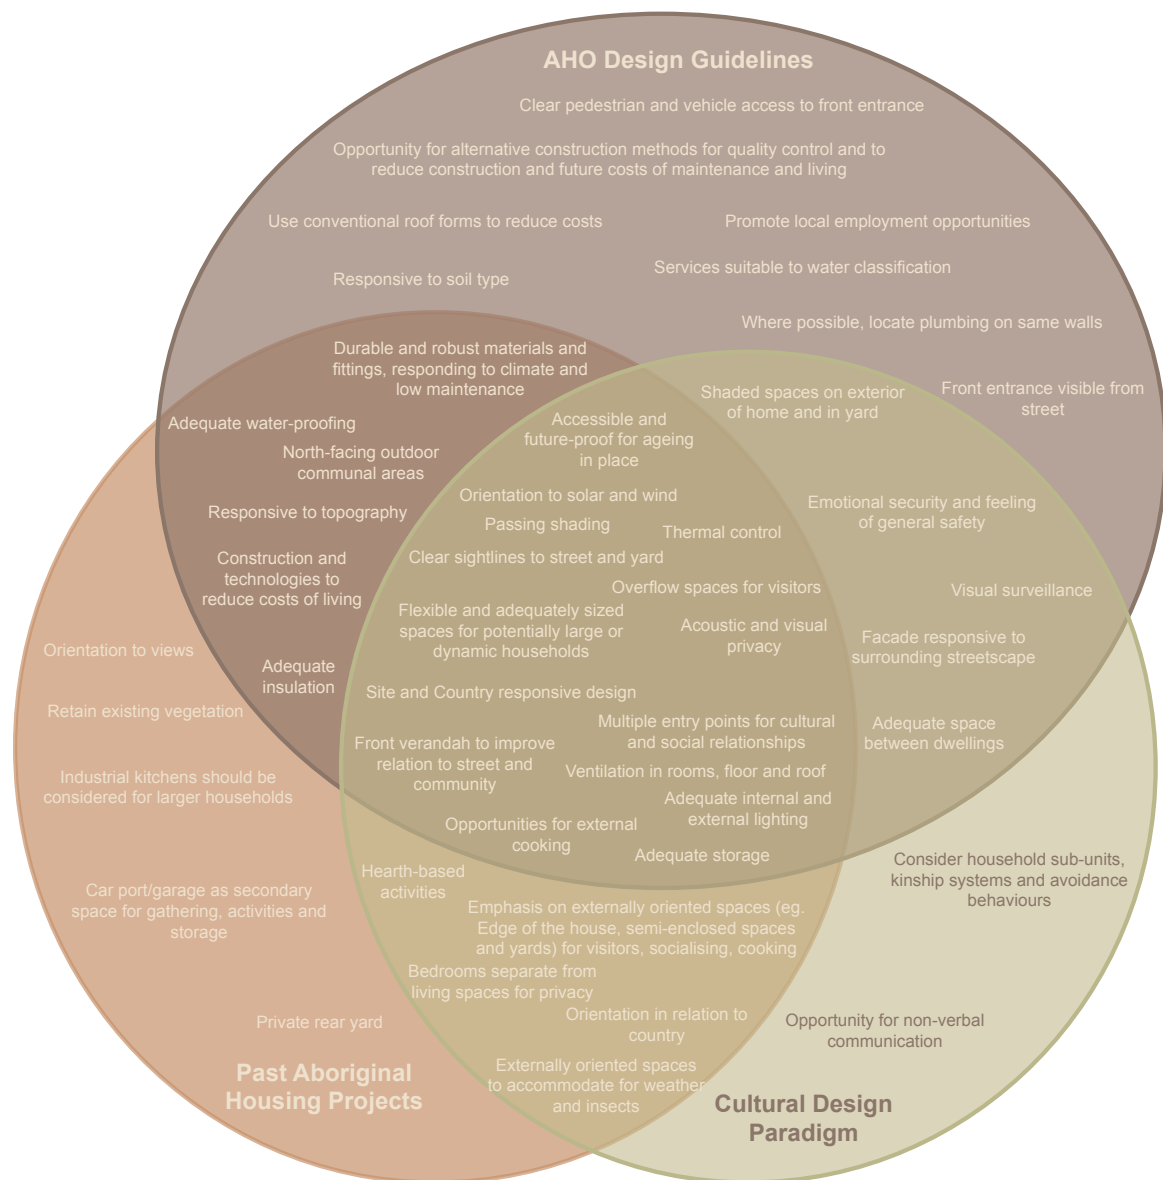 AHO Design Guidelines
Clear pedestrian and vehicle access to front entrance
Opportunity for alternative construction methods for quality control and to
reduce construction and future costs of maintenance and living
Use conventional roof forms to reduce costs
Promote local employment opportunities
Services suitable to water classification
Responsive to soil type
Where possible, locate plumbing on same walls
Durable and robust materials and
fittings, responding to climate and
low maintenance
Shaded spaces on exterior
of home and in yard
Front entrance visible from
street
Adequate water-proofing
Accessible and
future-proof for ageing
in place
North-facing outdoor
communal areas
Orientation to solar and wind
Emotional security and feeling
of general safety
Responsive to topography
Passing shading
Thermal control
Clear sightlines to street and yard
Construction and
technologies to
reduce costs of living
Overflow spaces for visitors
Visual surveillance
Flexible and adequately sized
spaces for potentially large or
dynamic households
Acoustic and visual
privacy
Facade responsive to
surrounding streetscape
Orientation to views
Adequate
insulation
Site and Country responsive design
Retain existing vegetation
Multiple entry points for cultural
and social relationships
Adequate space
between dwellings
Front verandah to improve
relation to street and
community
Ventilation in rooms, floor and roof
Industrial kitchens should be
considered for larger households
Adequate internal and
external lighting
Opportunities for external
cooking
Adequate storage
Hearth-based
activities
Consider household sub-units,
kinship systems and avoidance
behaviours
Car port/garage as secondary
space for gathering, activities and
storage
Emphasis on externally oriented spaces (eg.
Edge of the house, semi-enclosed spaces
and yards) for visitors, socialising, cooking
Bedrooms separate from
living spaces for privacy
Private rear yard
Orientation in relation to
country
Opportunity for non-verbal
communication
Externally oriented spaces
to accommodate for weather
and insects
Past Aboriginal
Housing Projects
Cultural Design
Paradigm